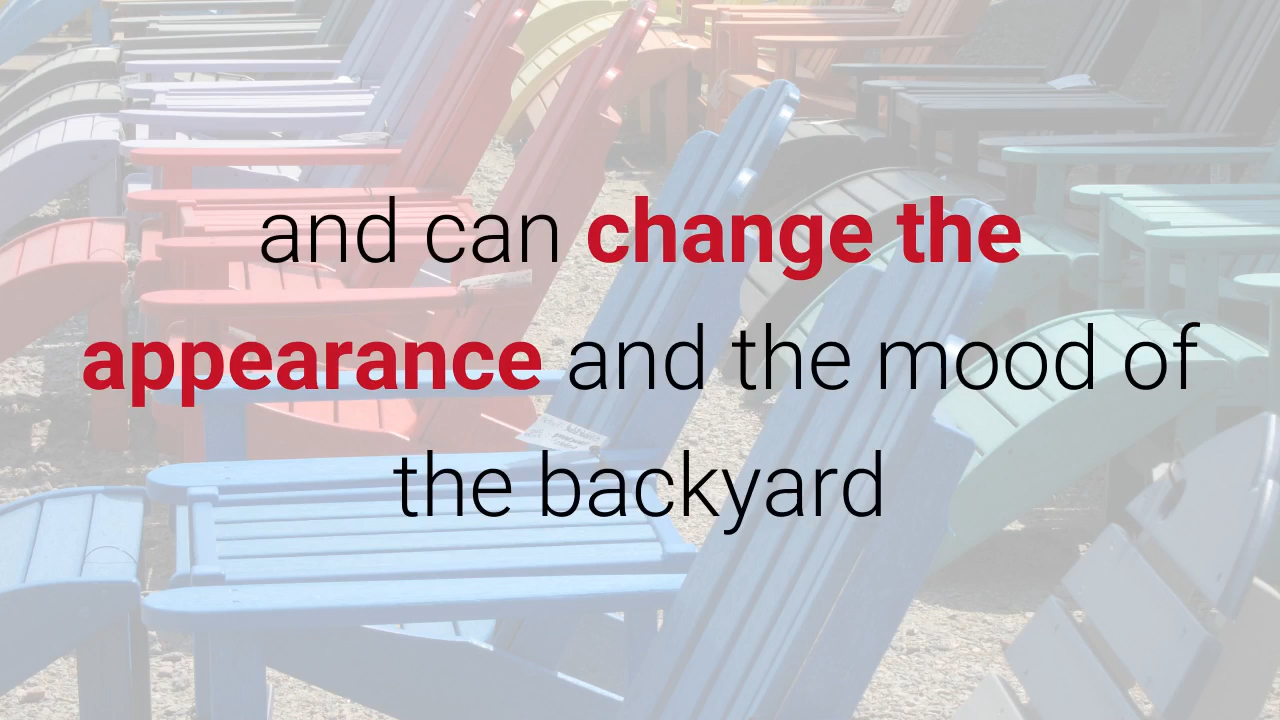 and can change the
appearance and the mood of
the backyard